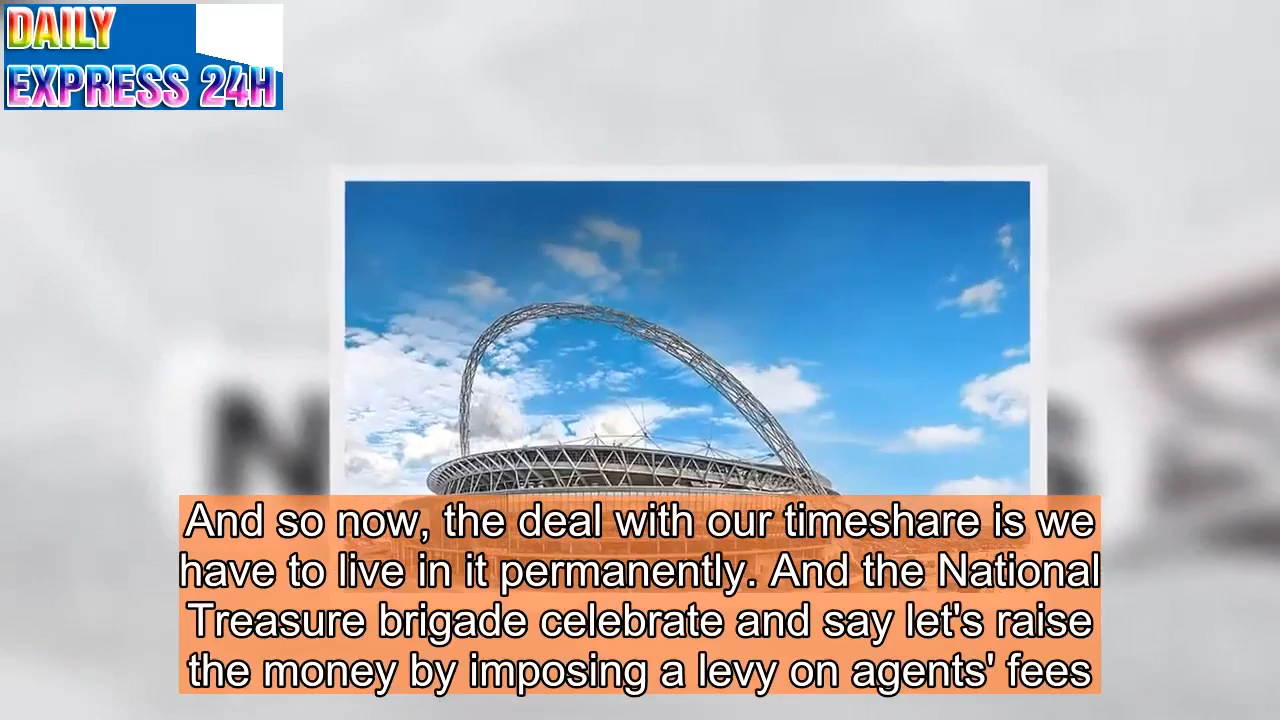 DAILY
EXPRESS 24H
And so now, the deal with our timeshare is we
have to live in it permanently. And the National
Treasure brigade celebrate and say let's raise
the money by imposing a levy on agents' fees